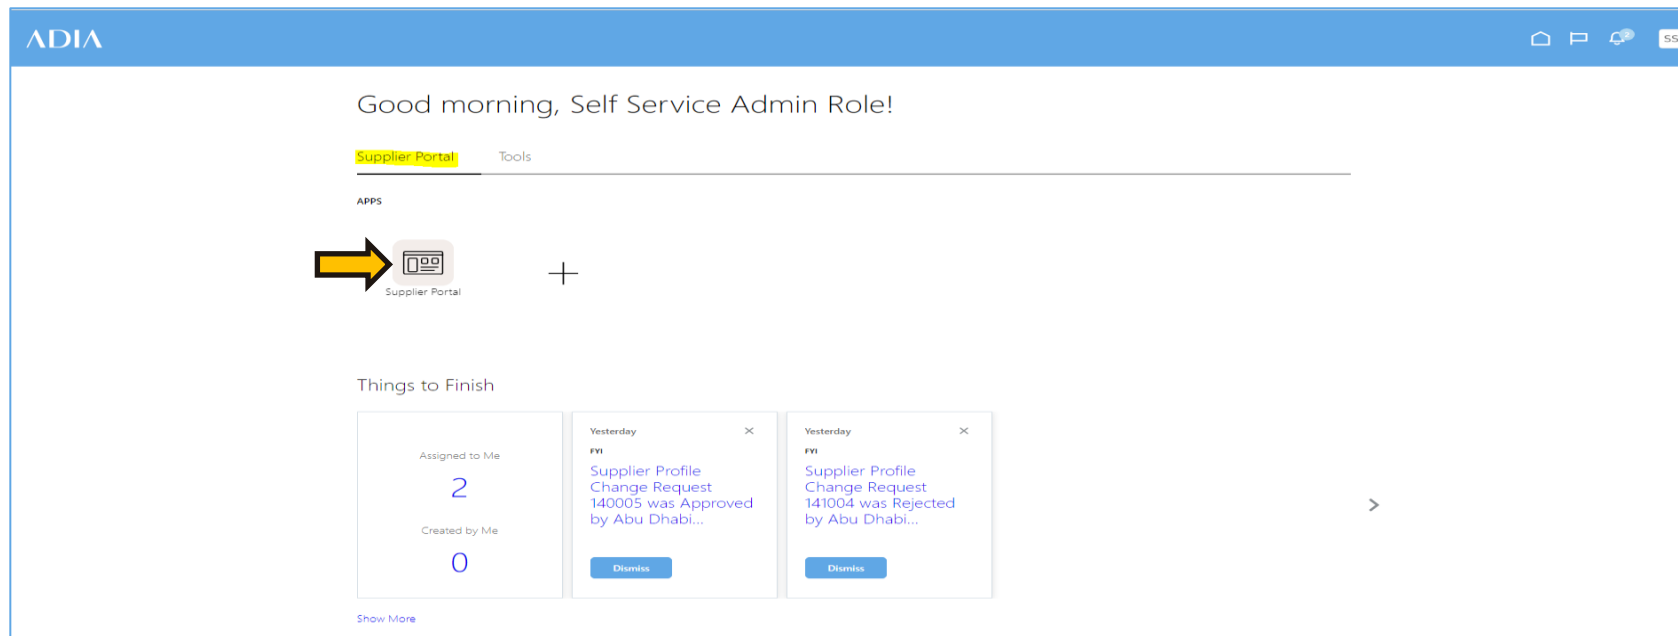 ADIA
2
SS
Good morning, Self Service Admin Role!
Supplier Portal Tools
APPS
Supplier Portal
Things to Finish
Assigned to Me
2
Created by Me
0
Yesterday
FYI
Supplier Profile
Change Request
140005 was Approved
by Abu Dhabi...
Dismiss
Yesterday
FYI
Supplier Profile
Change Request
141004 was Rejected
by Abu Dhabi...
Dismiss
Show More